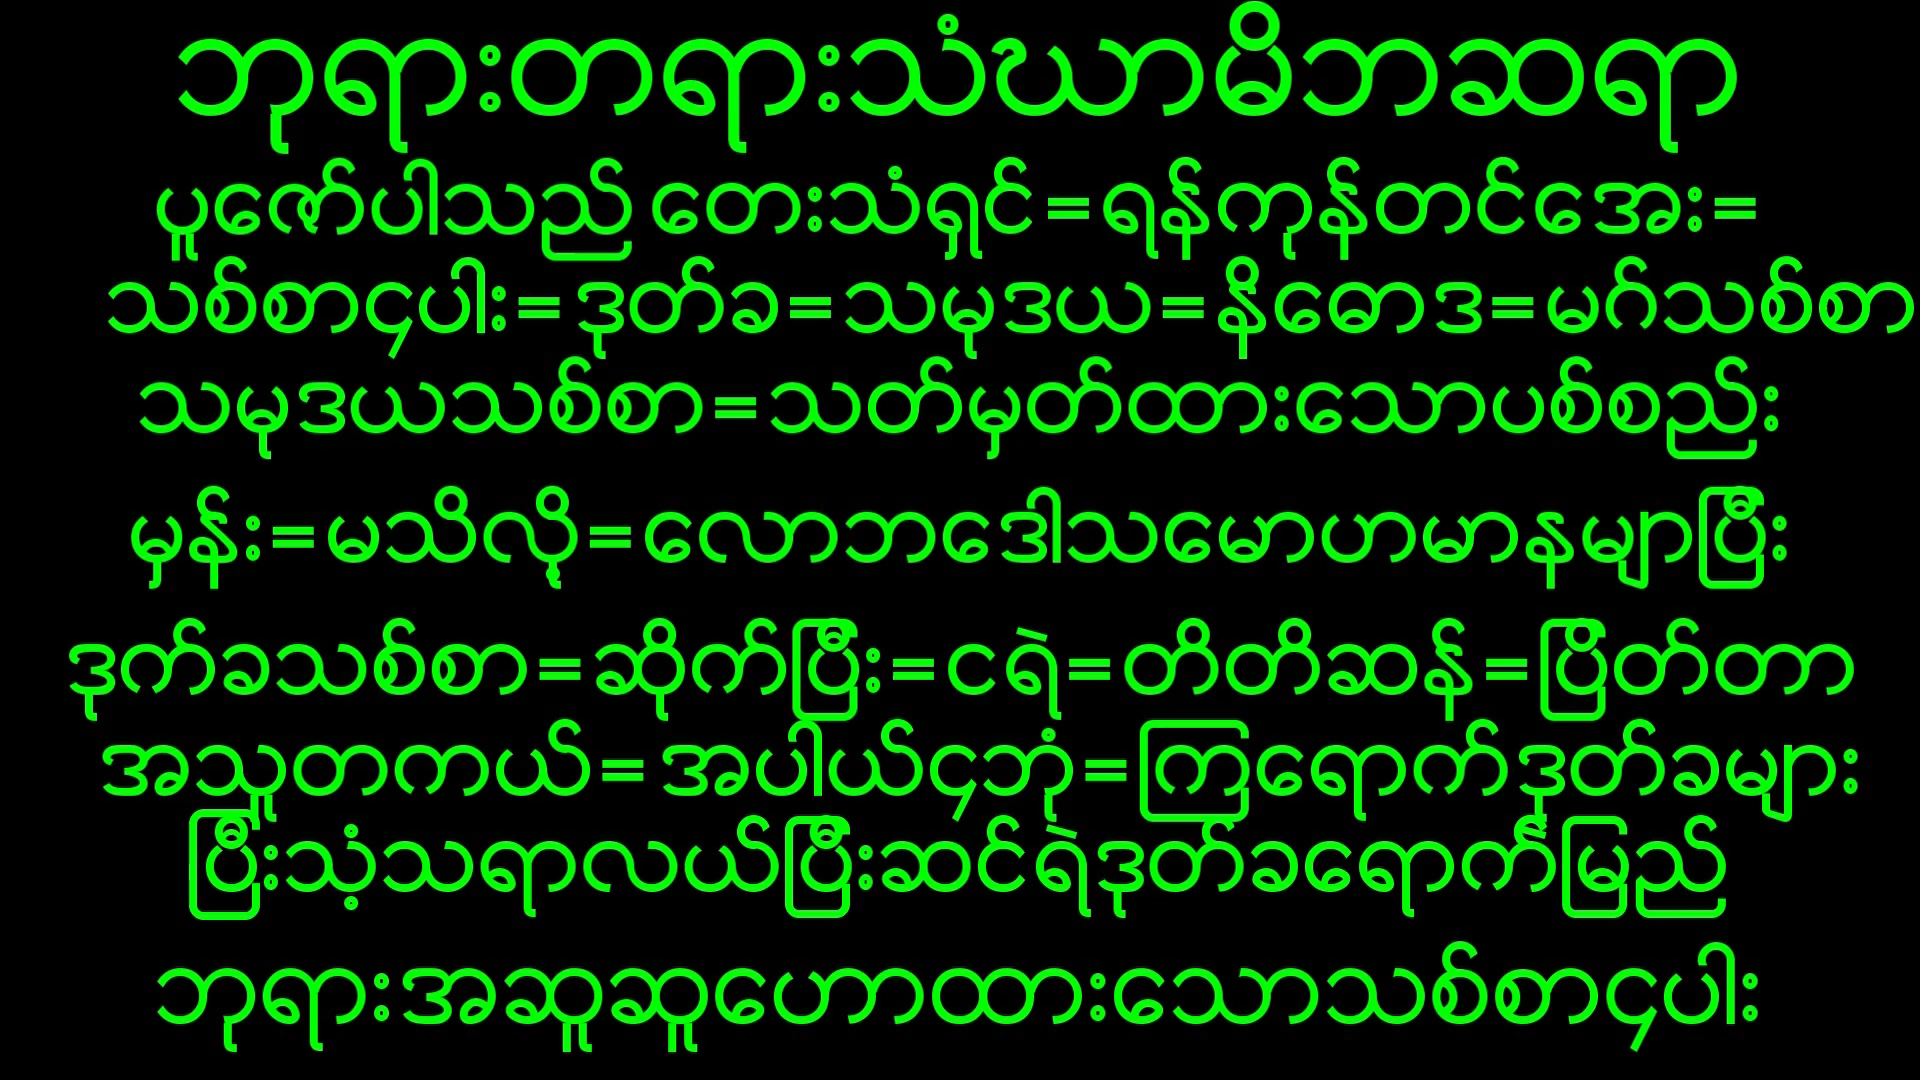 ဘုရားတရားသံဃာမိဘဆရာ
ပူဇော်ပါသည် တေးသံရှင်=ရန်ကုန်တင်အေး=
သစ်စာ၄ပါး=ဒုတ်ခ=သမုဒယ=နိဓောဒ=မဂ်သစ်စာ
သမုဒယသစ်စာ=သတ်မှတ်ထားသောပစ်စည်း
မှန်း=မသိလို့=လောဘဒေါသမောဟမာနများပြီး
ဒုက်ခသစ်စာ=ဆိုက်ပြီး=ငရဲ=တိတိဆန်=ပြိတ်တာ
အသူတကယ်=အပါယ်၄ဘုံ=ကြရောက်ဒုတ်ခများ
ပြီးသံ့သရာလယ်ပြီးဆင်ရဲဒုတ်ခရောက်မြည်
ဘုရားအဆူဆူဟောထားသောသစ်စာ၄ပါး